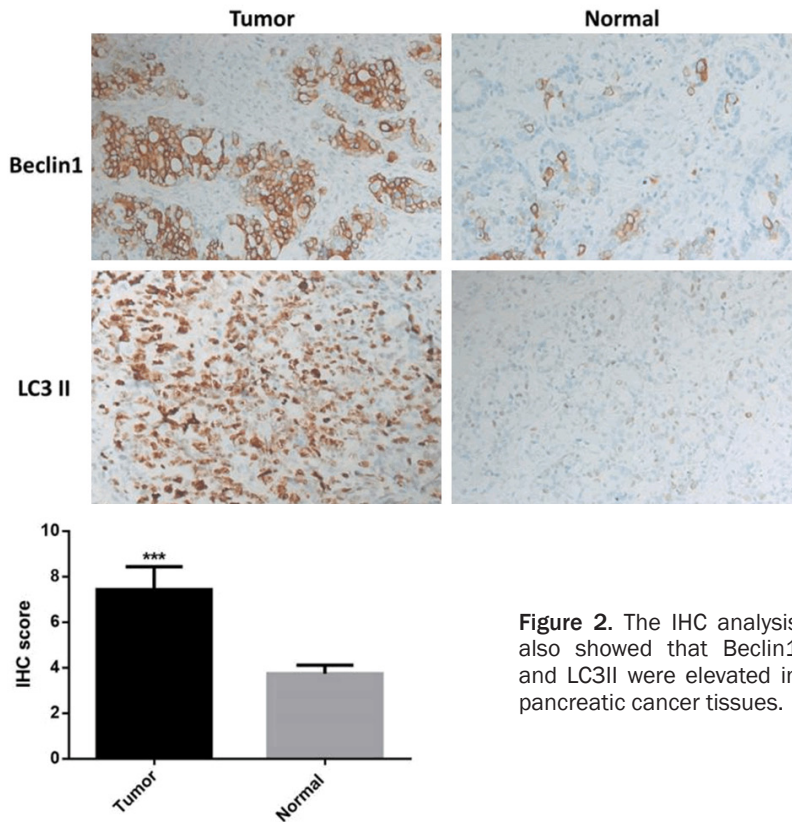 Tumor Normal
Beclin1
LC3 II
10
8
6
4
2
0
IHC score
***
Tumor
Normal
Figure 2. The IHC analysis
also showed that Beclin1
and LC3II were elevated in
pancreatic cancer tissues.